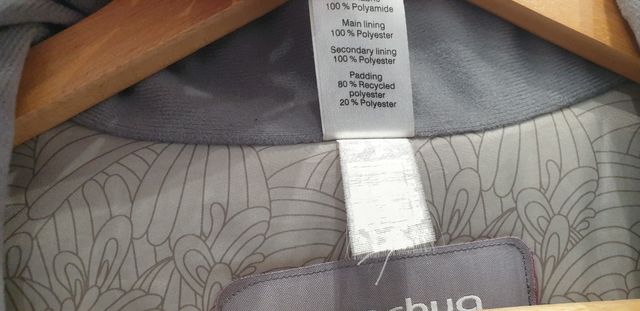 100 % Polyamide
Main lining
100 % Polyester
Secondary lining
100 % Polyester
Padding
80 % Recycled
polyester
20 % Polyester